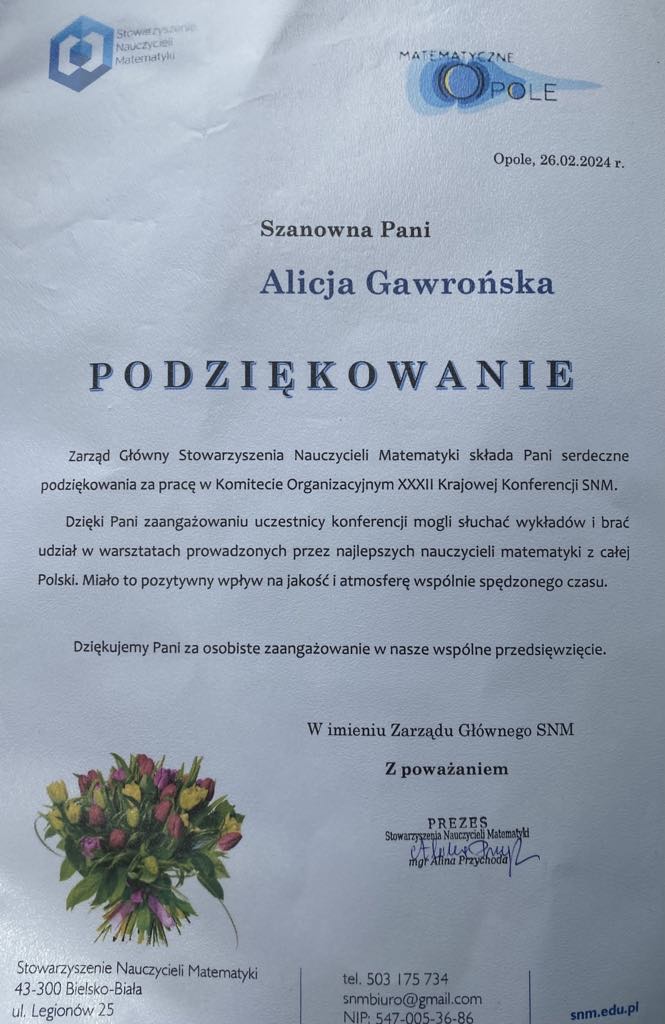 Stowarzyszenie
Nauczycieli
Matematyki
MATEMATYCZNE
OPOLE
Opole, 26.02.2024 r.
Szanowna Pani
Alicja Gawrońska
PODZIĘKOWANIE
Zarząd Główny Stowarzyszenia Nauczycieli Matematyki składa Pani serdeczne
podziękowania za pracę w Komitecie Organizacyjnym XXXII Krajowej Konferencji SNM.
Dzięki Pani zaangażowaniu uczestnicy konferencji mogli słuchać wykładów i brać
udział w warsztatach prowadzonych przez najlepszych nauczycieli matematyki z całej
Polski. Miało to pozytywny wpływ na jakość i atmosferę wspólnie spędzonego czasu.
Dziękujemy Pani za osobiste zaangażowanie w nasze wspólne przedsięwzięcie.
W imieniu Zarządu Głównego SNM
Z poważaniem
PREZES
Stowarzyszenia Nauczycieli Matematyki
mgr Alina Przychoda
Stowarzyszenie Nauczycieli Matematyki
43-300 Bielsko-Biała
ul. Legionów 25
tel. 503 175 734
snmbiuro@gmail.com
NIP: 547-005-36-86
snm.edu.pl